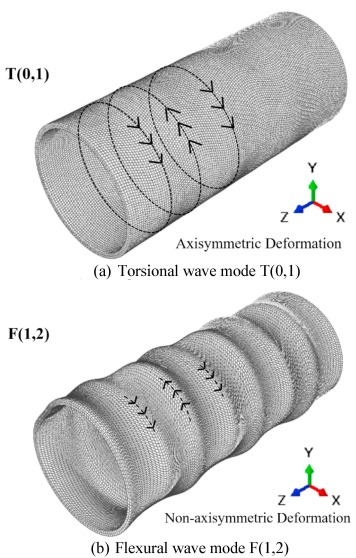 T(0,1)
Y
Z X
Axisymmetric Deformation
(a) Torsional wave mode T(0,1)
F(1,2)
Y
Z X
Non-axisymmetric Deformation
(b) Flexural wave mode F(1,2)